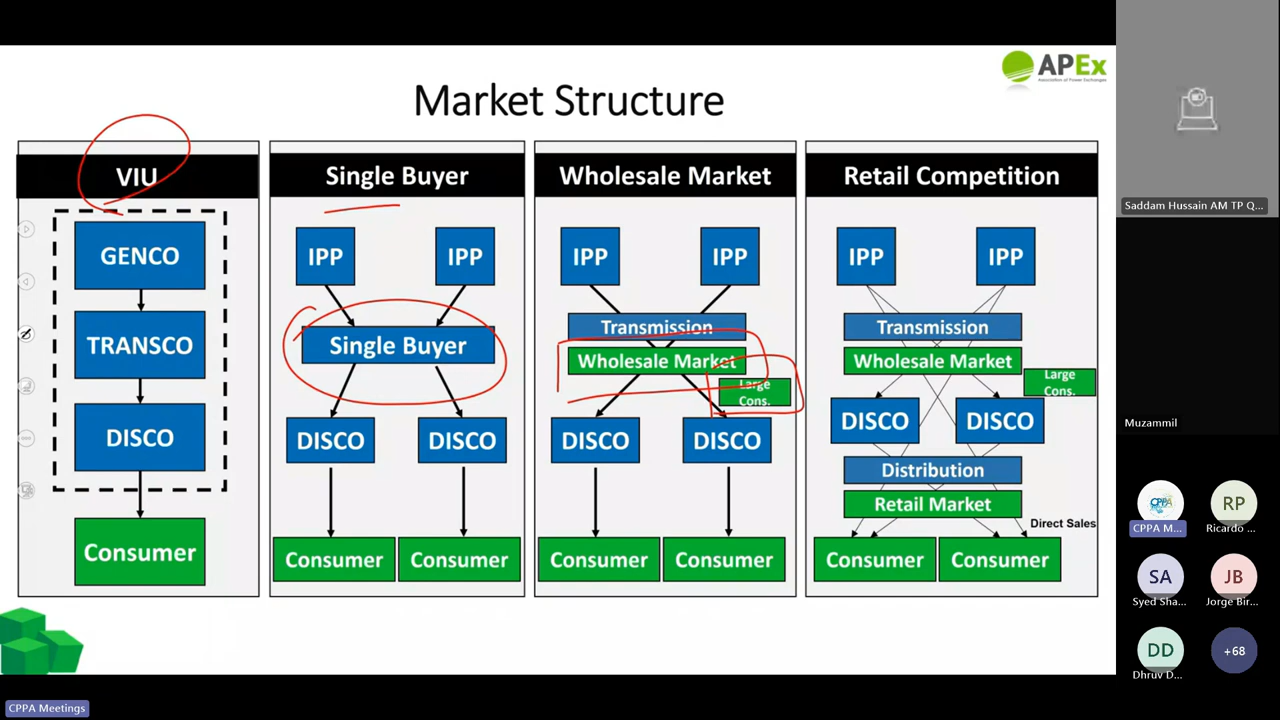 APEx
Association of Power Exchanges
Market Structure
VIU
GENCO
TRANSCO
DISCO
Consumer
Single Buyer
IPP
IPP
Single Buyer
DISCO
DISCO
Consumer
Consumer
Wholesale Market
IPP
IPP
Transmission
Wholesale Market
Large
Cons.
DISCO
DISCO
Consumer
Consumer
Retail Competition
IPP
IPP
Transmission
Wholesale Market
Large
Cons.
DISCO
DISCO
Distribution
Retail Market
Direct Sales
Consumer
Consumer
Saddam Hussain AM TP Q...
Muzammil
CPPA
CPPA M...
RP
Ricardo ...
SA
Syed Sha...
JB
Jorge Bir...
DD
Dhruv D...
+68
CPPA Meetings